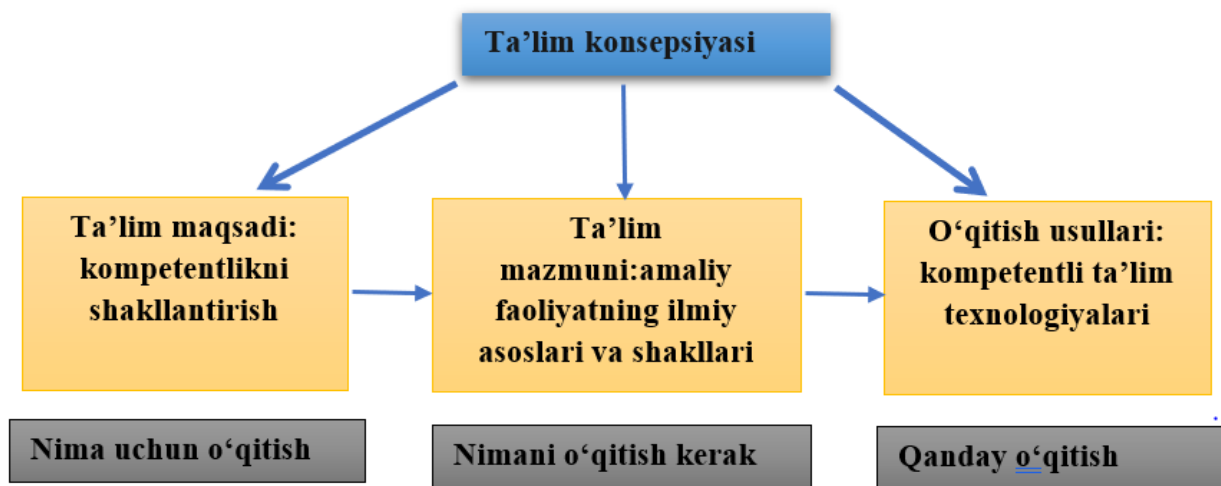 Ta’lim konsepsiyasi
Ta’lim maqsadi:
kompetentlikni
shakllantirish
Ta’lim
mazmuni:amaliy
faoliyatning ilmiy
asoslari va shakllari
O‘qitish usullari:
kompetentli ta’lim
texnologiyalari
Nima uchun o‘qitish
Nimani o‘qitish kerak
Qanday o‘qitish